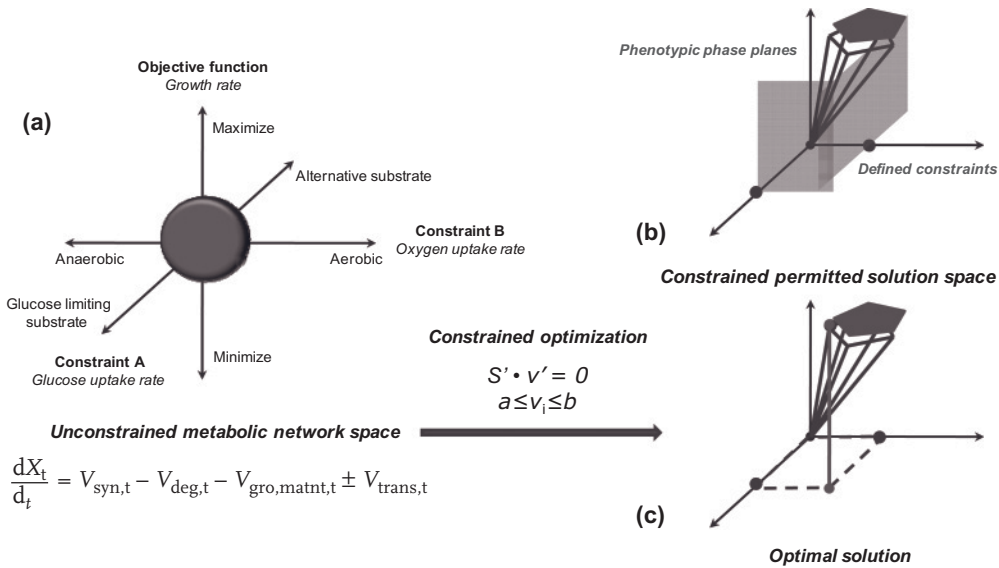 (a)
Objective function
Growth rate
Maximize
Alternative substrate
Constraint B
Oxygen uptake rate
Anaerobic
Aerobic
Glucose limiting
substrate
Constraint A
Glucose uptake rate
Minimize
Unconstrained metabolic network space
dXt/dt = Vsyn,t – Vdeg,t – Vgro,matnt,t ± Vtrans,t
Constrained optimization
S' • v' = 0
a≤vi≤b
Phenotypic phase planes
Defined constraints
(b)
Constrained permitted solution space
(c)
Optimal solution